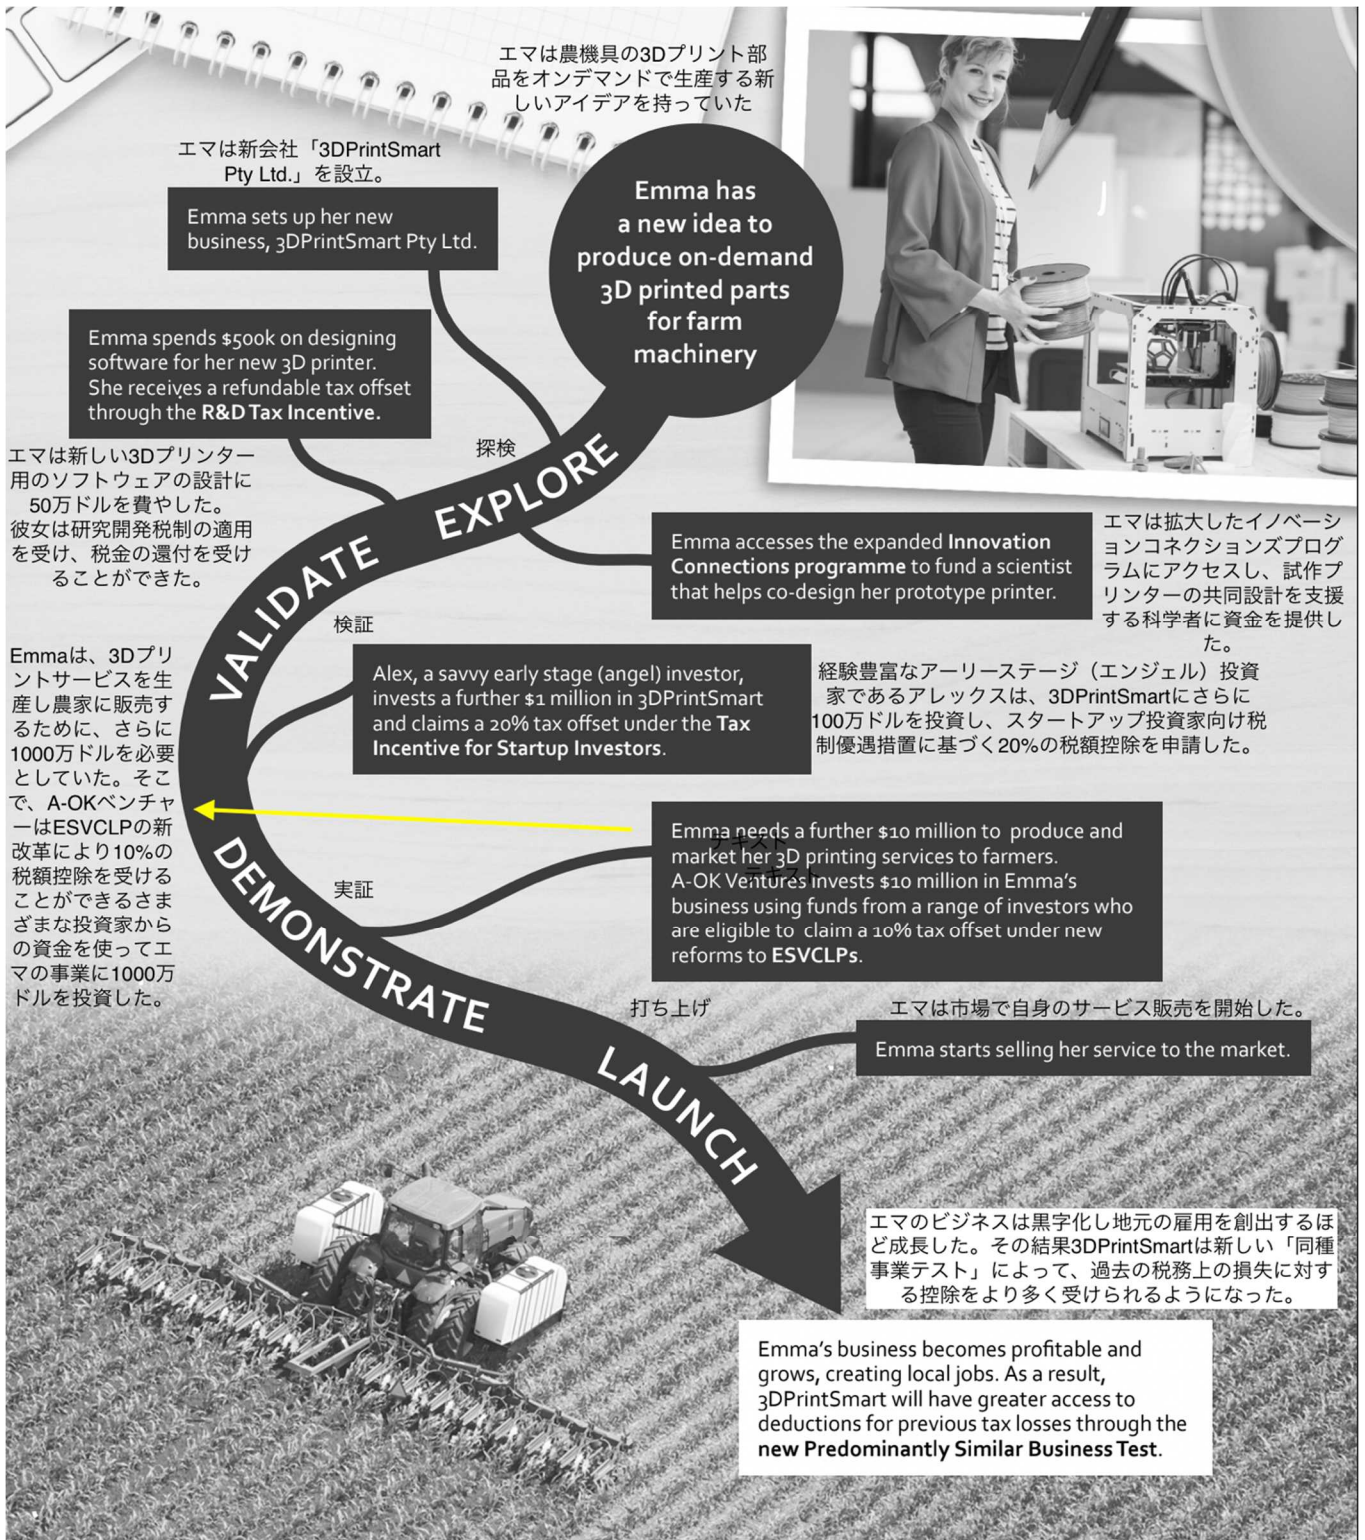 エマは農機具の3Dプリント部
品をオンデマンドで生産する新
しいアイデアを持っていた
Emma has
a new idea to
produce on-demand
3D printed parts
for farm
machinery
エマは新会社「3DPrintSmart
Pty Ltd.」を設立。
Emma sets up her new
business, 3DPrintSmart Pty Ltd.
Emma spends $500k on designing
software for her new 3D printer.
She receives a refundable tax offset
through the R&D Tax Incentive.
エマは新しい3Dプリンター
用のソフトウェアの設計に
50万ドルを費やした。
彼女は研究開発税制の適用
を受け、税金の還付を受け
ることができた。
探検
EXPLORE
Emma accesses the expanded Innovation
Connections programme to fund a scientist
that helps co-design her prototype printer.
エマは拡大したイノベーシ
ョンコネクションズプログ
ラムにアクセスし、試作プ
リンターの共同設計を支援
する科学者に資金を提供し
た。
VALIDATE
検証
Alex, a savvy early stage (angel) investor,
invests a further $1 million in 3DPrintSmart
and claims a 20% tax offset under the Tax
Incentive for Startup Investors.
経験豊富なアーリーステージ（エンジェル）投資
家であるアレックスは、3DPrintSmartにさらに
100万ドルを投資し、スタートアップ投資家向け税
制優遇措置に基づく20%の税額控除を申請した。
Emmaは、3Dプリ
ントサービスを生
産し農家に販売す
るために、さらに
1000万ドルを必要
としていた。そこ
で、A-OKベンチャ
ーはESVCLPの新
改革により10%の
税額控除を受ける
ことができるさま
ざまな投資家から
の資金を使ってエ
マの事業に1000万
ドルを投資した。
DEMONSTRATE
実証
Emma needs a further $10 million to produce and
market her 3D printing services to farmers.
A-OK Ventures invests $10 million in Emma's
business using funds from a range of investors who
are eligible to claim a 10% tax offset under new
reforms to ESVCLPs.
テキスト
テキスト
打ち上げ
LAUNCH
エマは市場で自身のサービス販売を開始した。
Emma starts selling her service to the market.
エマのビジネスは黒字化し地元の雇用を創出するほ
ど成長した。その結果3DPrintSmartは新しい「同種
事業テスト」によって、過去の税務上の損失に対す
る控除をより多く受けられるようになった。
Emma's business becomes profitable and
grows, creating local jobs. As a result,
3DPrintSmart will have greater access to
deductions for previous tax losses through the
new Predominantly Similar Business Test.